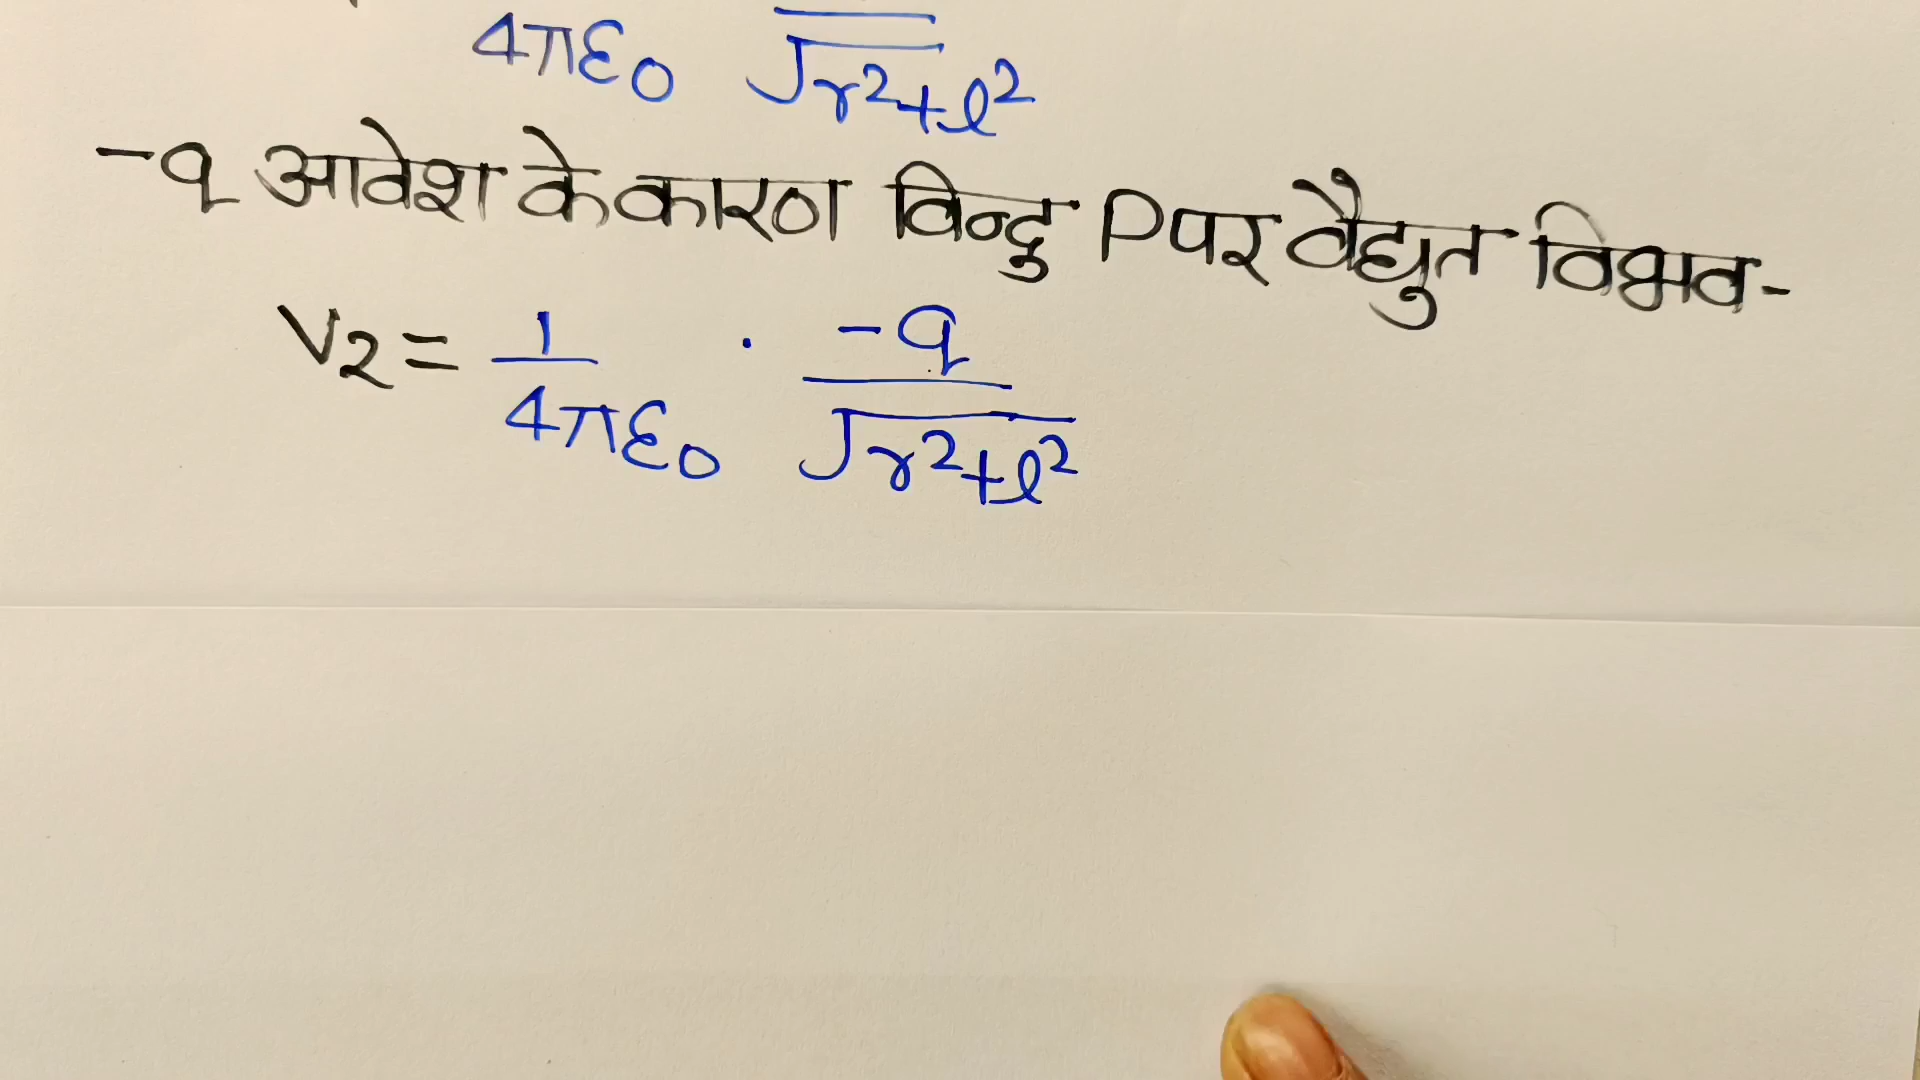 4πε₀ √r²+l²
-q आवेश के कारण विन्दु P पर वैद्युत विभव-
V₂ = 1/4πε₀ · -q/√r²+l²